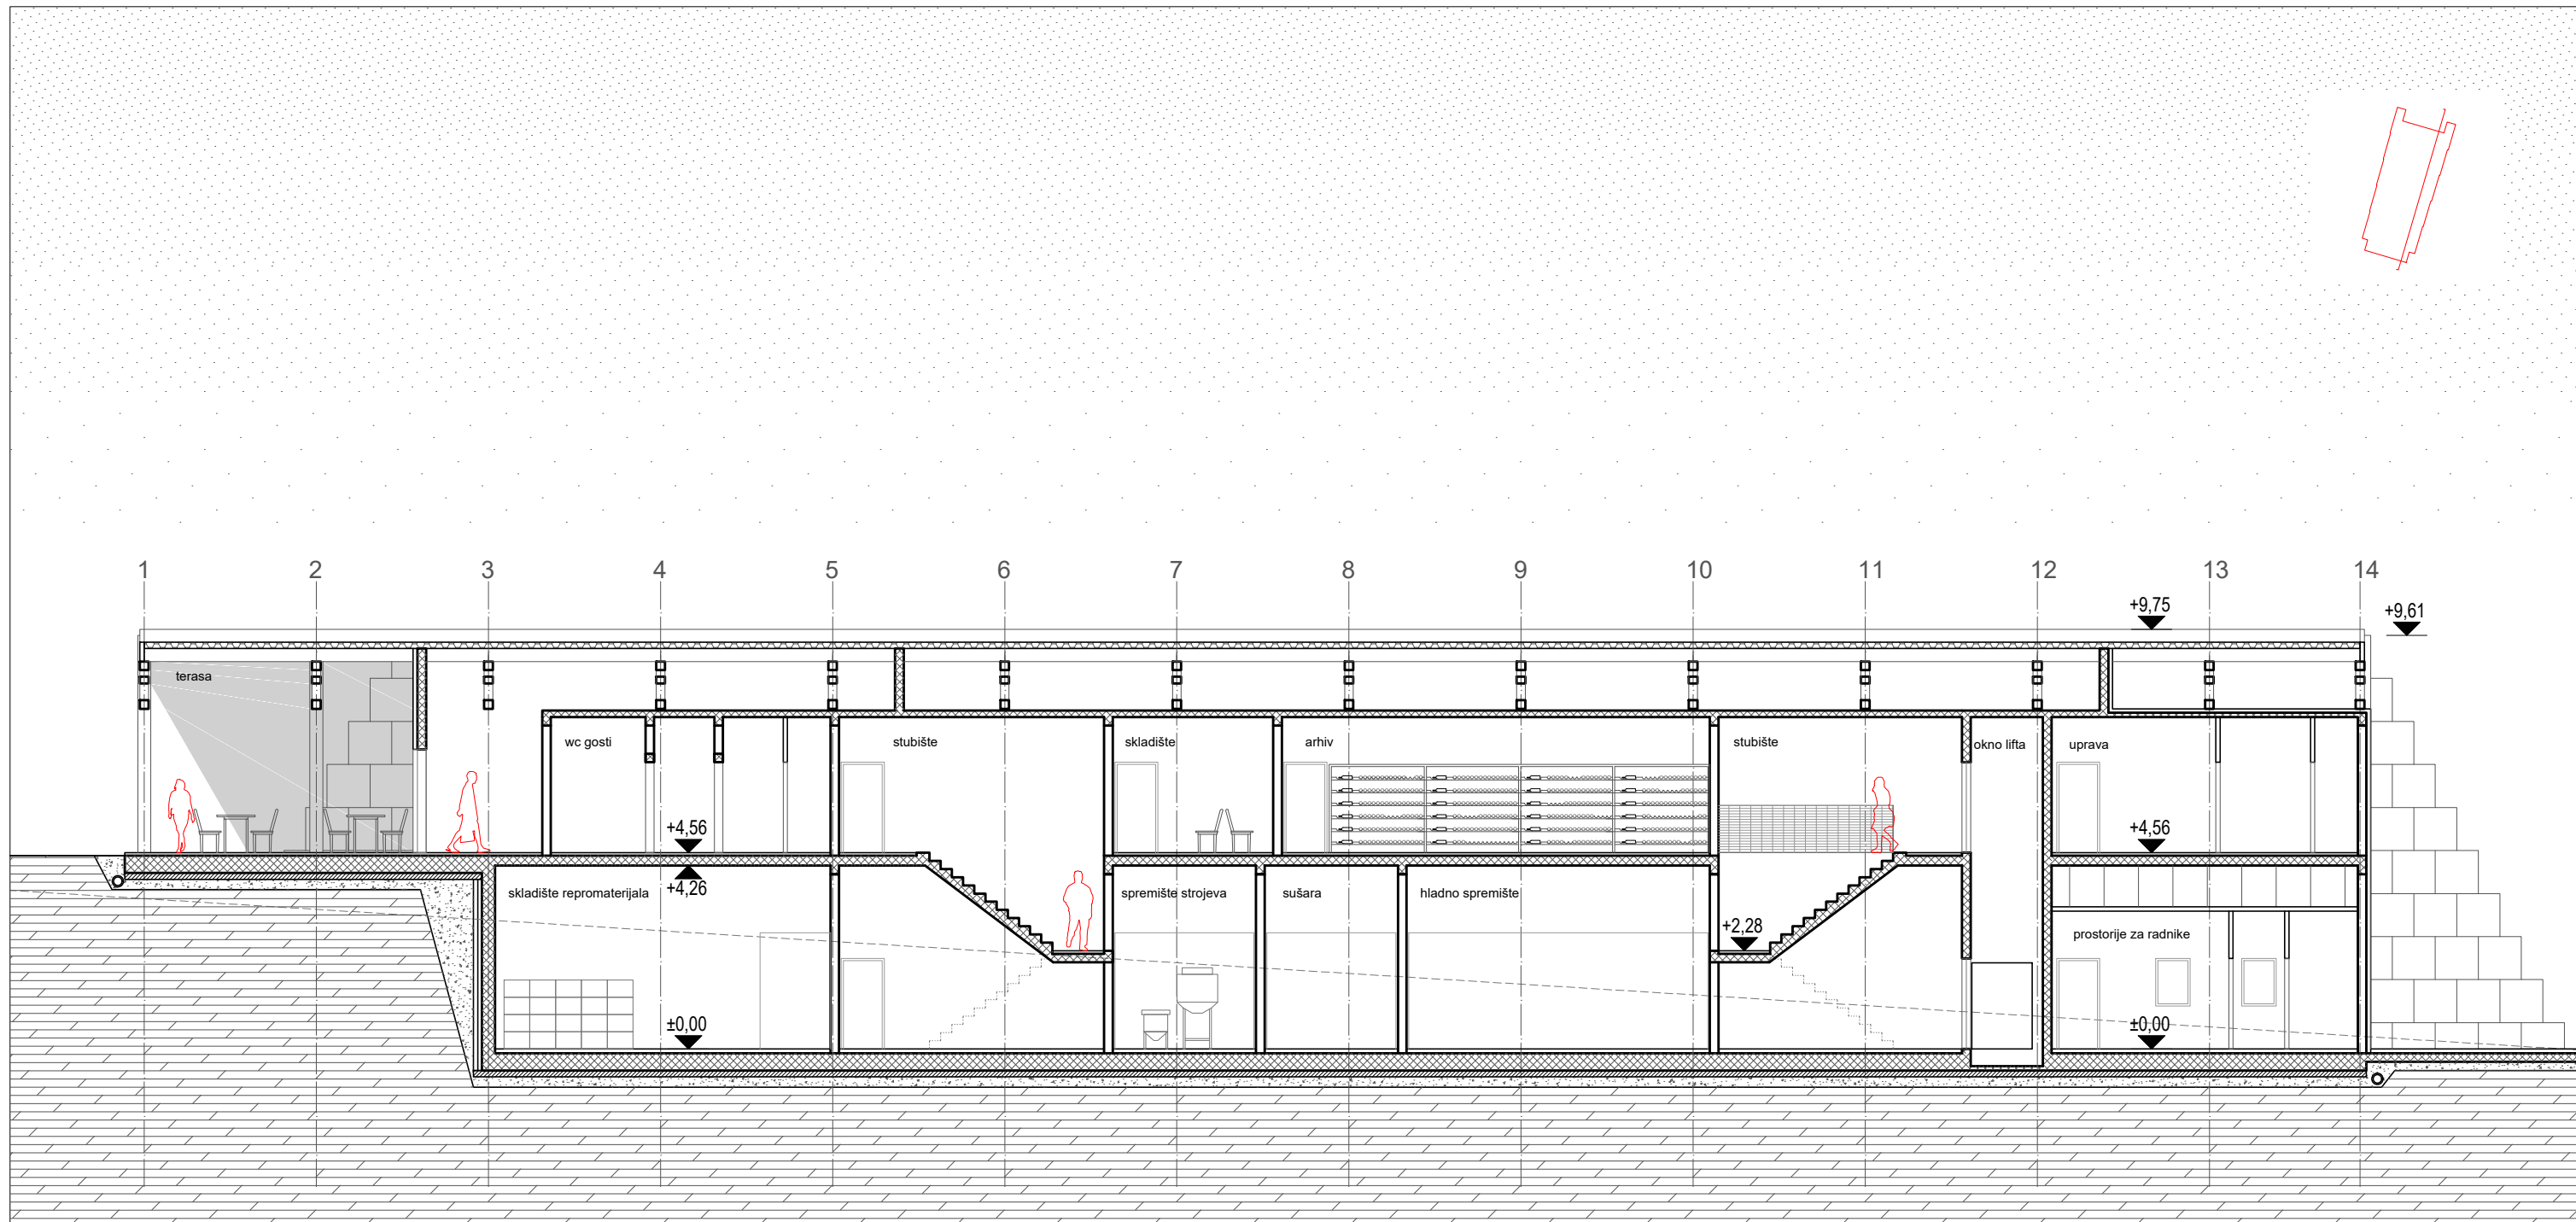 1 2 3 4 5 6 7 8 9 10 11 12 13 14
+9,75
+9,61
terasa
wc gosti
stubište
skladište
arhiv
stubište
okno lifta
uprava
+4,56
+4,56
+4,26
skladište repromaterijala
spremište strojeva
sušara
hladno spremište
+2,28
prostorije za radnike
±0,00
±0,00